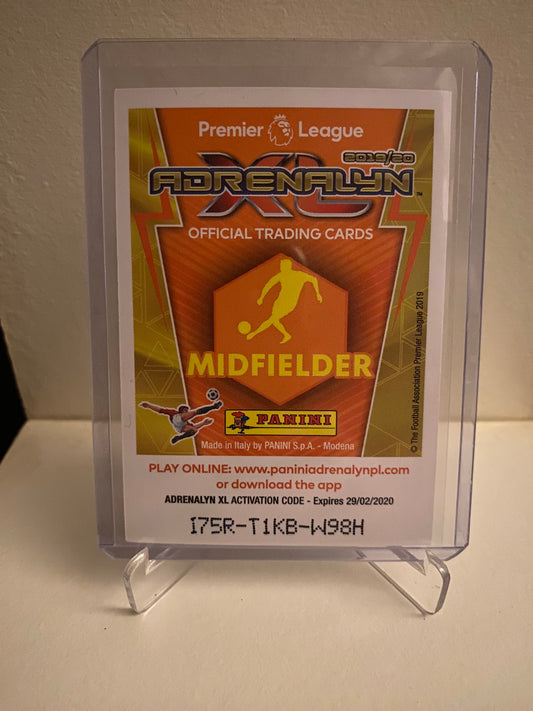 Premier League
2019/20
ADRENALYN XL™
OFFICIAL TRADING CARDS
MIDFIELDER
PANINI
Made in Italy by PANINI S.p.A. - Modena
© The Football Association Premier League 2019
PLAY ONLINE: www.paniniadrenalynpl.com
or download the app
ADRENALYN XL ACTIVATION CODE - Expires 29/02/2020
I75R-T1KB-W98H